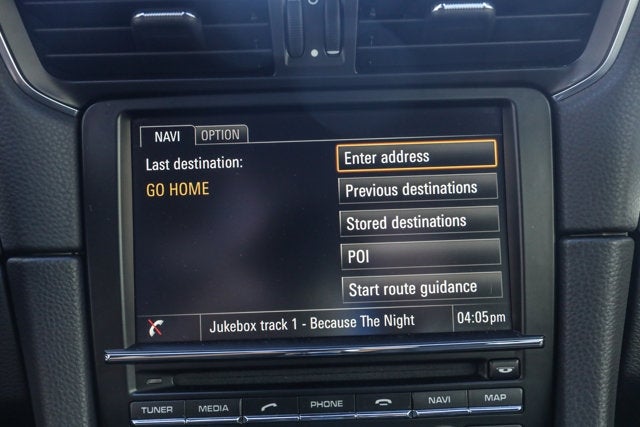 NAVI OPTION
Last destination:
GO HOME
Enter address
Previous destinations
Stored destinations
POI
Start route guidance
Jukebox track 1 - Because The Night 04:05pm
TUNER MEDIA PHONE NAVI MAP